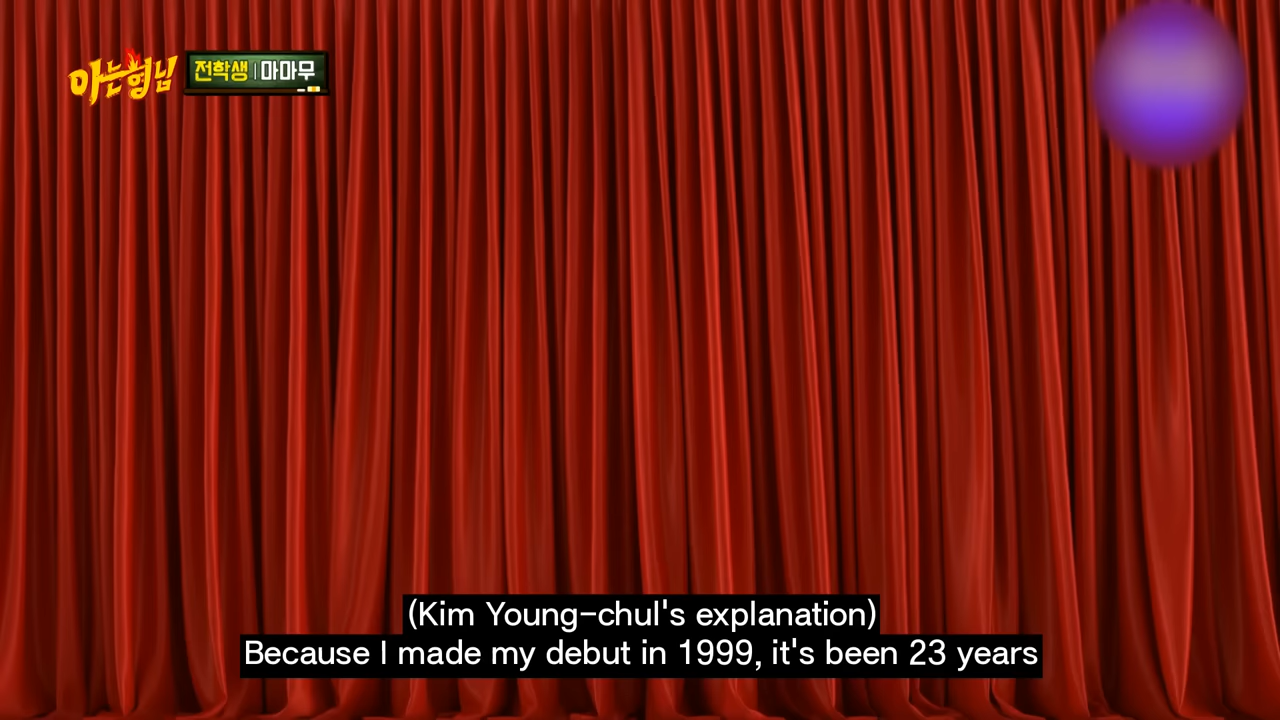 아는형님
전학생 | 마마무
(Kim Young-chul's explanation)
Because I made my debut in 1999, it's been 23 years